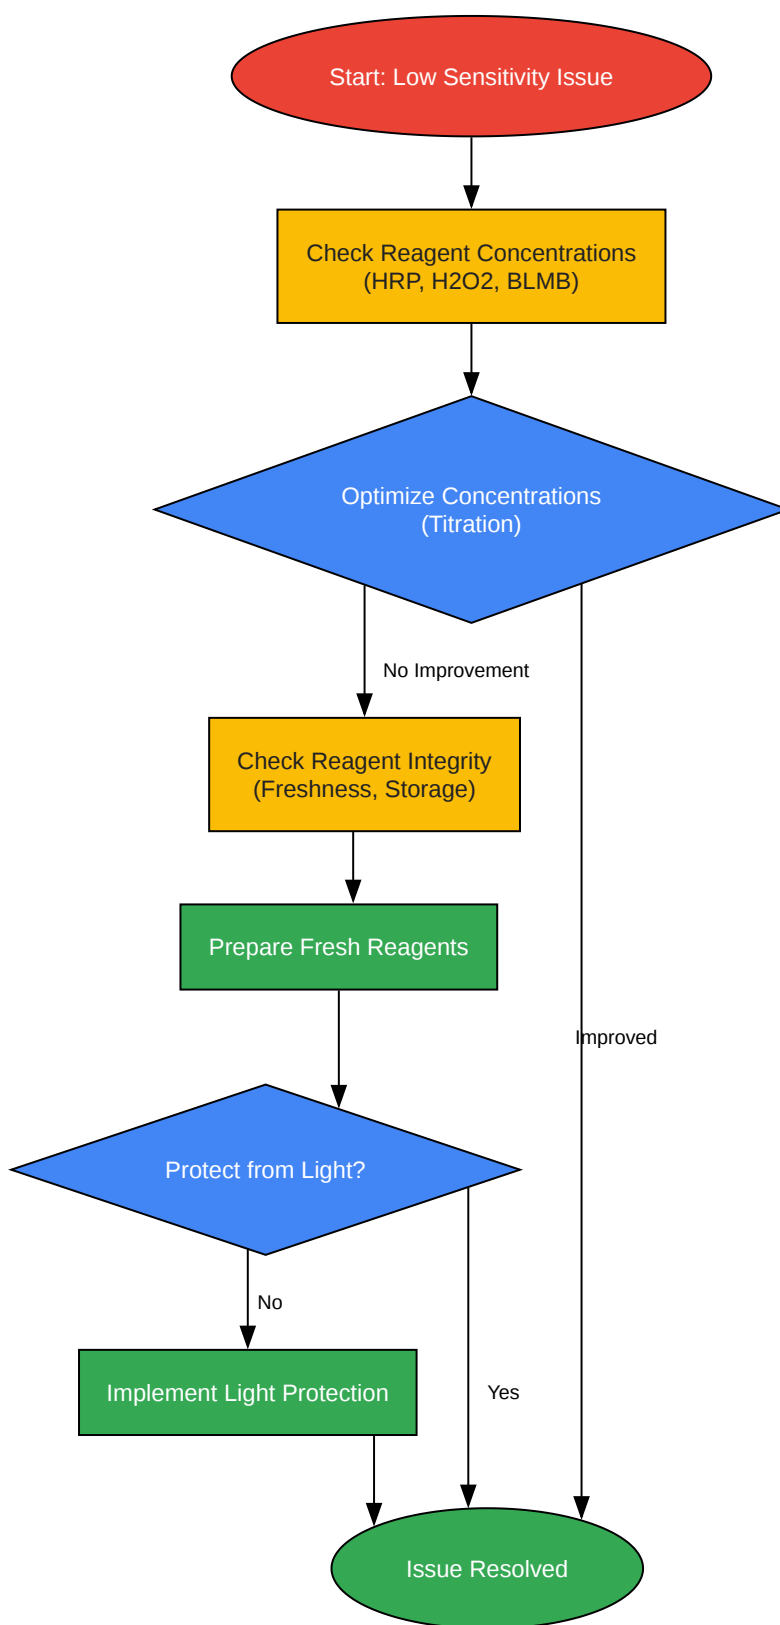 Start: Low Sensitivity Issue
Check Reagent Concentrations
(HRP, H2O2, BLMB)
Optimize Concentrations
(Titration)
No Improvement
Check Reagent Integrity
(Freshness, Storage)
Prepare Fresh Reagents
Improved
Protect from Light?
No
Implement Light Protection
Yes
Issue Resolved